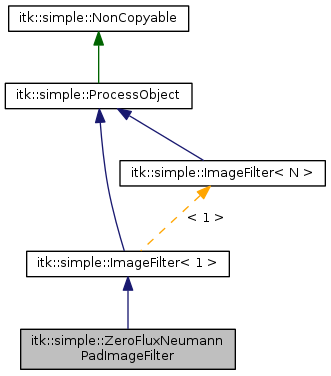 itk::simple::NonCopyable
itk::simple::ProcessObject
itk::simple::ImageFilter< N >
< 1 >
itk::simple::ImageFilter< 1 >
itk::simple::ZeroFluxNeumann
PadImageFilter